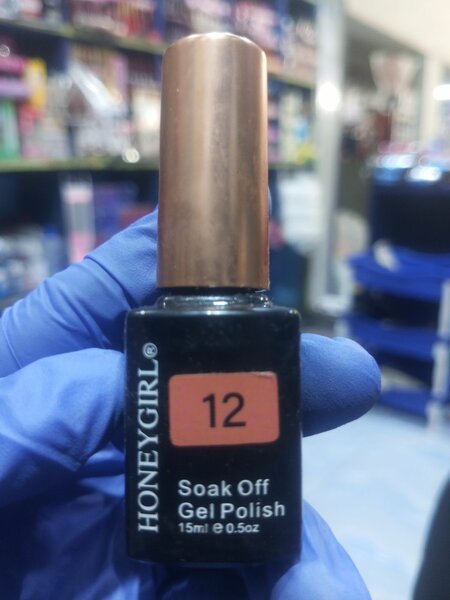 HONEYGIRL®
12
Soak Off
Gel Polish
15ml e 0.5oz